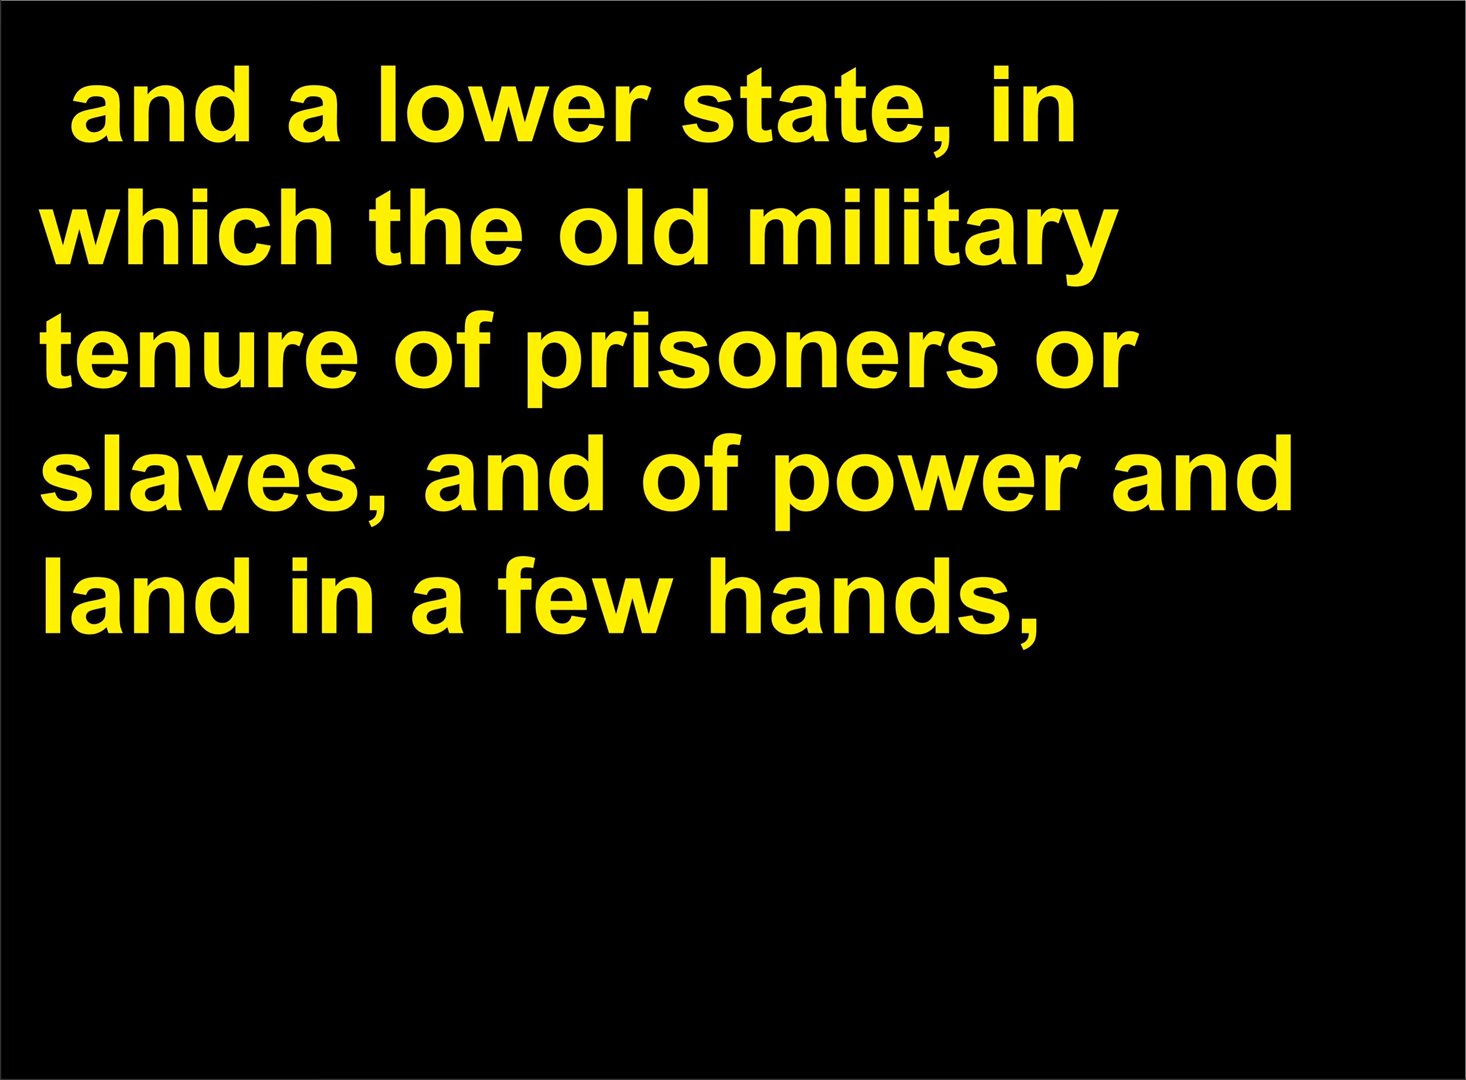 and a lower state, in
which the old military
tenure of prisoners or
slaves, and of power and
land in a few hands,